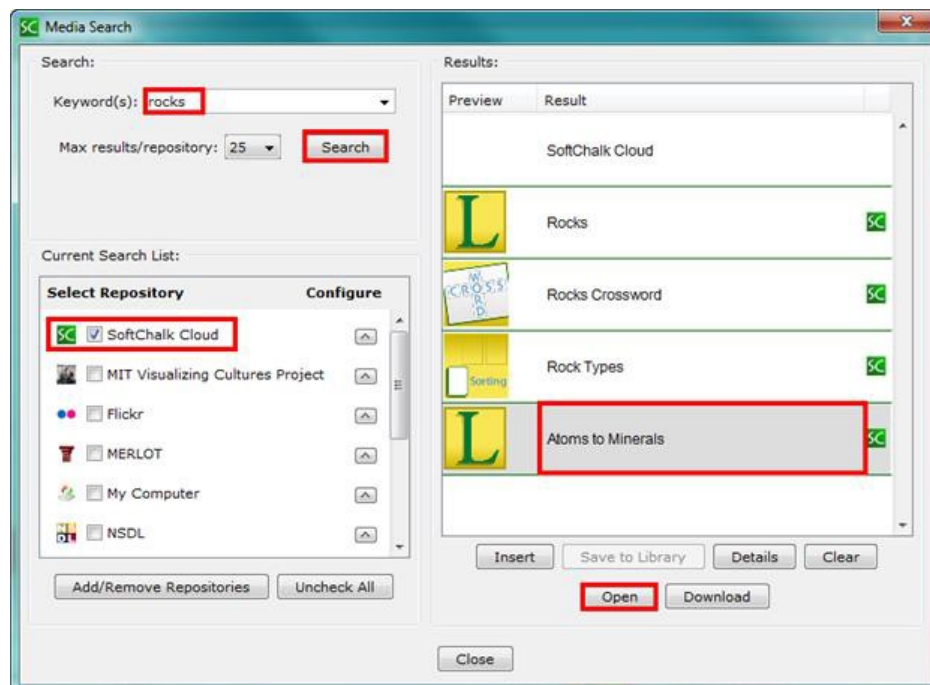 SC Media Search
Search:
Keyword(s): rocks
Max results/repository: 25 Search
Current Search List:
Select Repository Configure
SC SoftChalk Cloud
MIT Visualizing Cultures Project
Flickr
MERLOT
My Computer
NSDL
Add/Remove Repositories Uncheck All
Results:
Preview Result
SoftChalk Cloud
L Rocks SC
CROSS WORD Rocks Crossword SC
Sorting Rock Types SC
L Atoms to Minerals SC
Insert Save to Library Details Clear
Open Download
Close